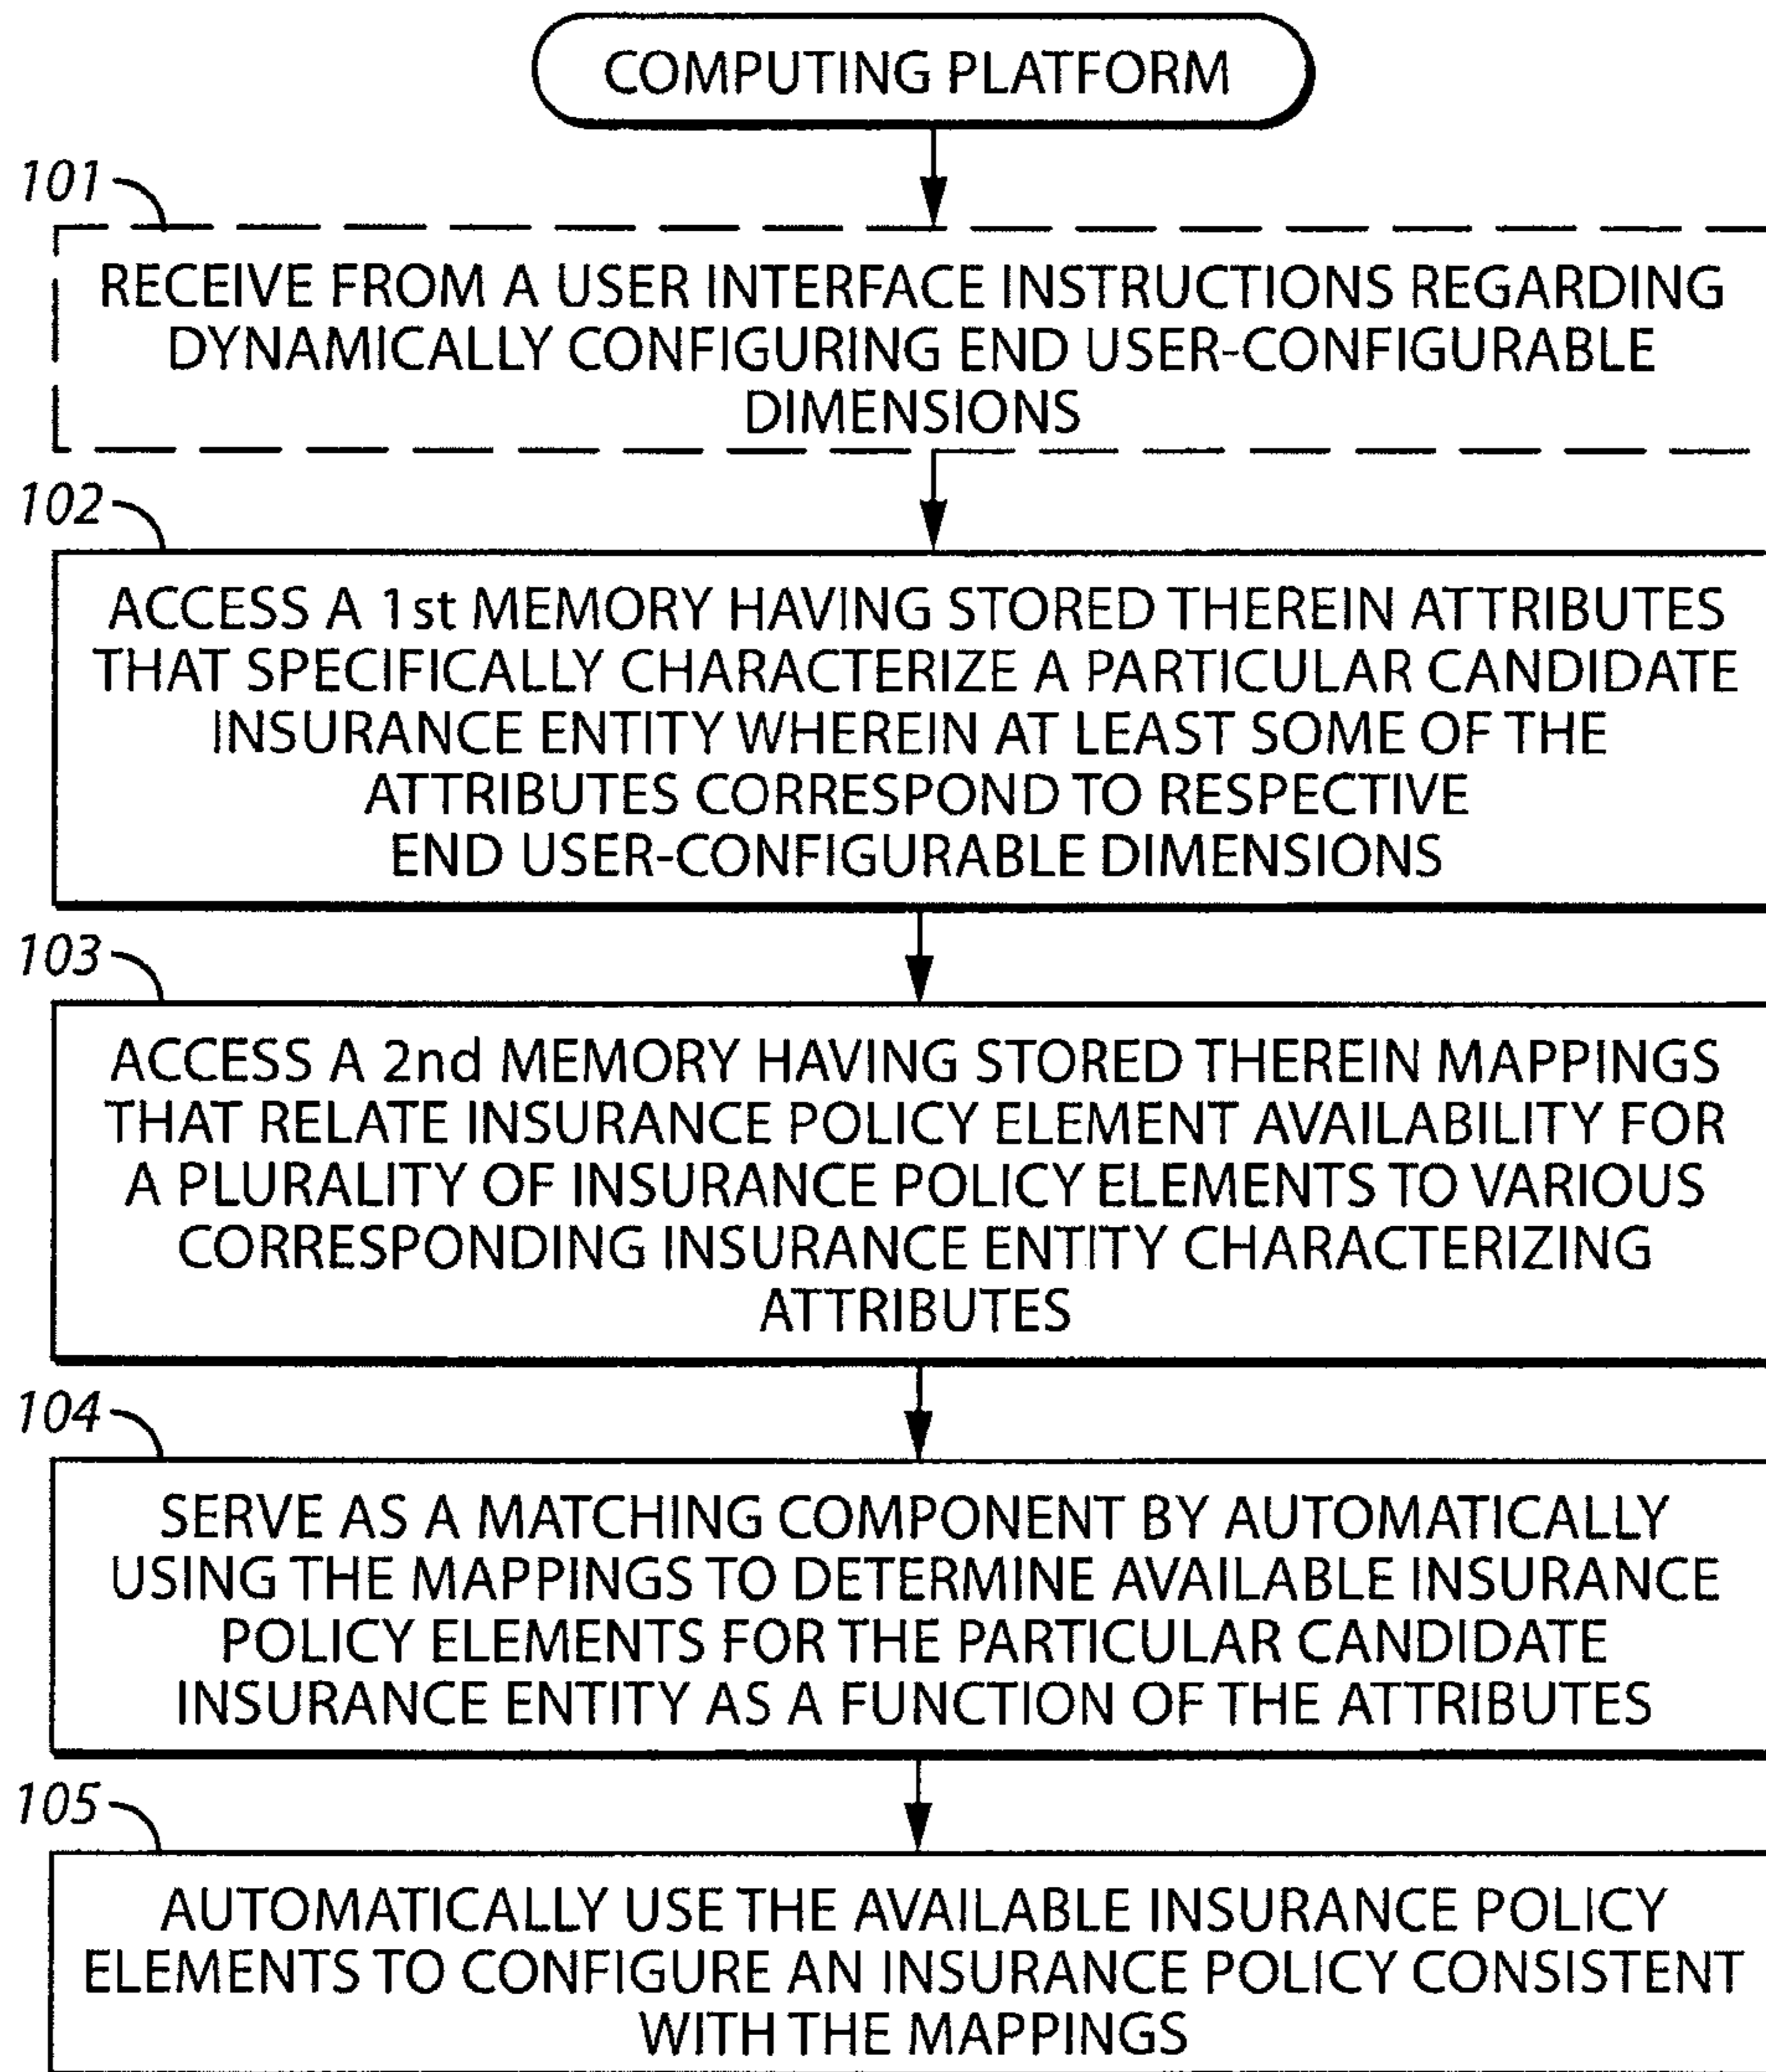 COMPUTING PLATFORM
101
RECEIVE FROM A USER INTERFACE INSTRUCTIONS REGARDING
DYNAMICALLY CONFIGURING END USER-CONFIGURABLE
DIMENSIONS
102
ACCESS A 1st MEMORY HAVING STORED THEREIN ATTRIBUTES
THAT SPECIFICALLY CHARACTERIZE A PARTICULAR CANDIDATE
INSURANCE ENTITY WHEREIN AT LEAST SOME OF THE
ATTRIBUTES CORRESPOND TO RESPECTIVE
END USER-CONFIGURABLE DIMENSIONS
103
ACCESS A 2nd MEMORY HAVING STORED THEREIN MAPPINGS
THAT RELATE INSURANCE POLICY ELEMENT AVAILABILITY FOR
A PLURALITY OF INSURANCE POLICY ELEMENTS TO VARIOUS
CORRESPONDING INSURANCE ENTITY CHARACTERIZING
ATTRIBUTES
104
SERVE AS A MATCHING COMPONENT BY AUTOMATICALLY
USING THE MAPPINGS TO DETERMINE AVAILABLE INSURANCE
POLICY ELEMENTS FOR THE PARTICULAR CANDIDATE
INSURANCE ENTITY AS A FUNCTION OF THE ATTRIBUTES
105
AUTOMATICALLY USE THE AVAILABLE INSURANCE POLICY
ELEMENTS TO CONFIGURE AN INSURANCE POLICY CONSISTENT
WITH THE MAPPINGS